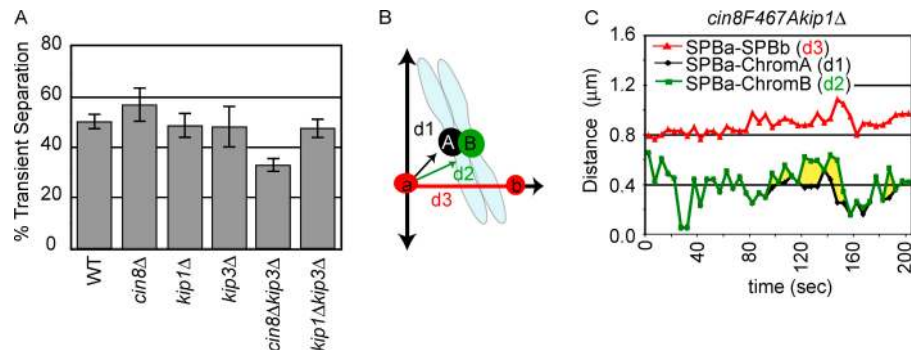 A
% Transient Separation
80
60
40
20
0
WT
cin8Δ
kip1Δ
kip3Δ
cin8Δkip3Δ
kip1Δkip3Δ
B
d1
A
B
d2
a
d3
b
C
cin8F467Akip1Δ
SPBa-SPBb (d3)
SPBa-ChromA (d1)
SPBa-ChromB (d2)
Distance (µm)
1.6
1.2
0.8
0.4
0.0
0 40 80 120 160 200
time (sec)